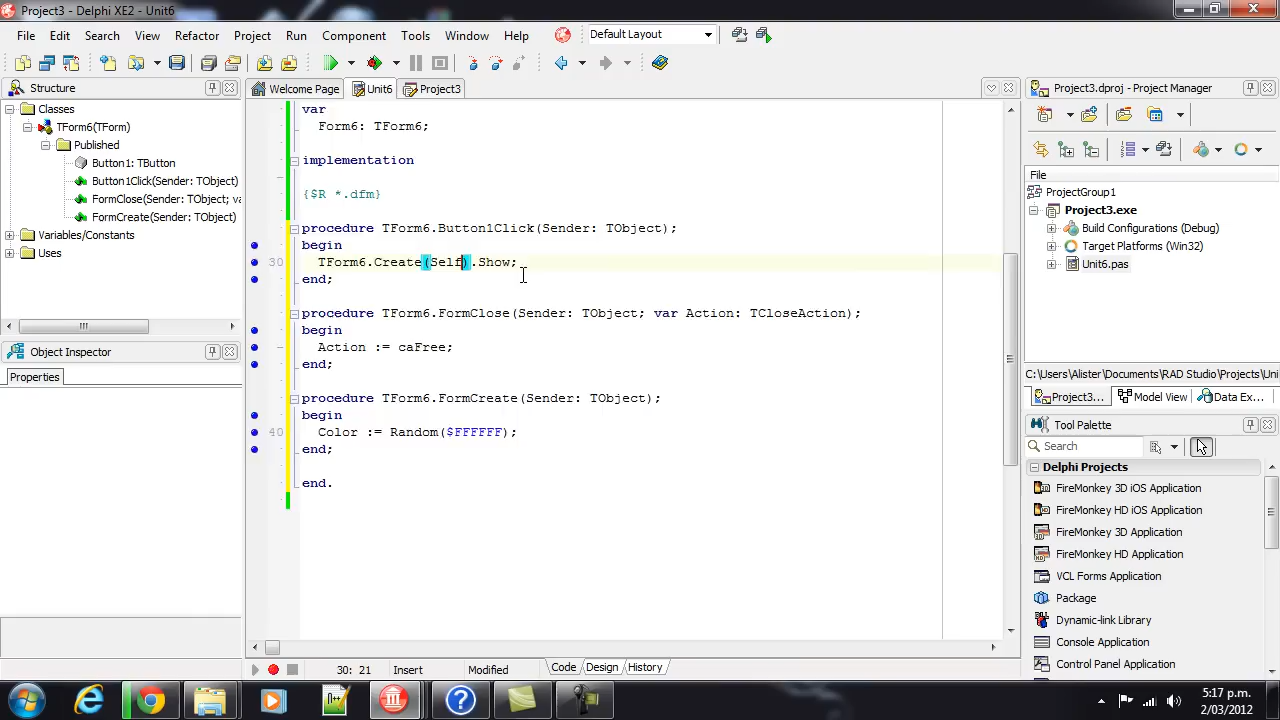 Project3 - Delphi XE2 - Unit6
File Edit Search View Refactor Project Run Component Tools Window Help
Default Layout
Structure
Classes
TForm6(TForm)
Published
Button1: TButton
Button1Click(Sender: TObject)
FormClose(Sender: TObject; va
FormCreate(Sender: TObject)
Variables/Constants
Uses
Object Inspector
Properties
Welcome Page Unit6 Project3
var
Form6: TForm6;
implementation
{$R *.dfm}
procedure TForm6.Button1Click(Sender: TObject);
begin
30 TForm6.Create(Self).Show;
end;
procedure TForm6.FormClose(Sender: TObject; var Action: TCloseAction);
begin
Action := caFree;
end;
procedure TForm6.FormCreate(Sender: TObject);
begin
40 Color := Random($FFFFFF);
end;
end.
30: 21 Insert Modified Code Design History
Project3.dproj - Project Manager
File
ProjectGroup1
Project3.exe
Build Configurations (Debug)
Target Platforms (Win32)
Unit6.pas
C:\Users\Alister\Documents\RAD Studio\Projects\Uni
Project3... Model View Data Ex...
Tool Palette
Search
Delphi Projects
FireMonkey 3D iOS Application
FireMonkey HD iOS Application
FireMonkey 3D Application
FireMonkey HD Application
VCL Forms Application
Package
Dynamic-link Library
Console Application
Control Panel Application
5:17 p.m.
2/03/2012